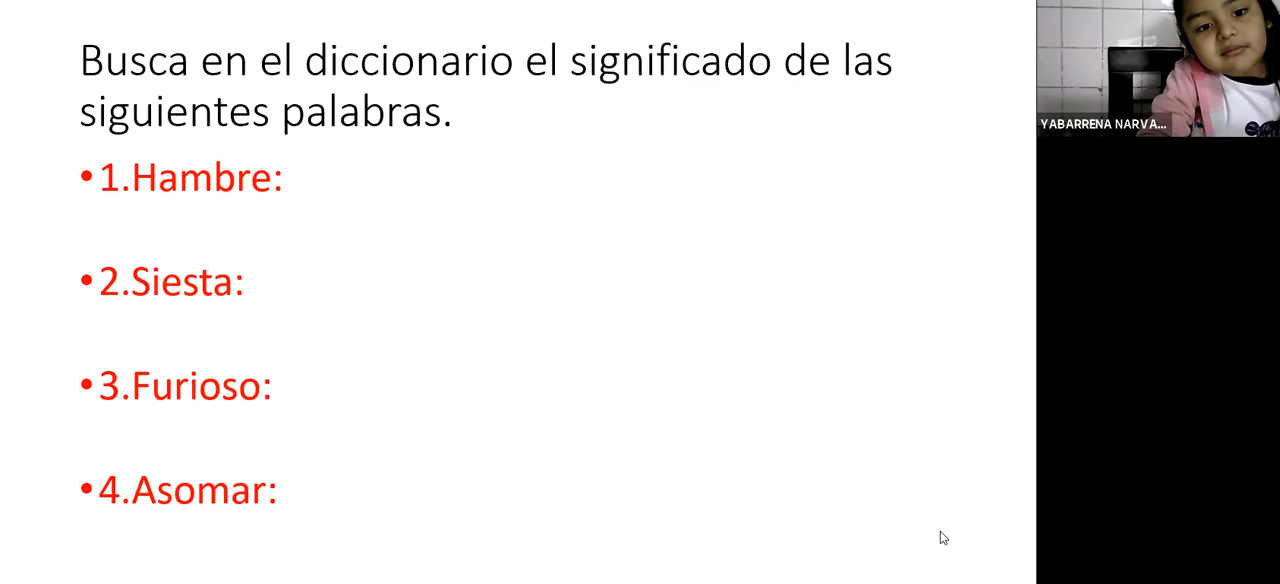 Busca en el diccionario el significado de las
siguientes palabras.
•1.Hambre:
•2.Siesta:
•3.Furioso:
•4.Asomar:
YABARRENA NARVA...